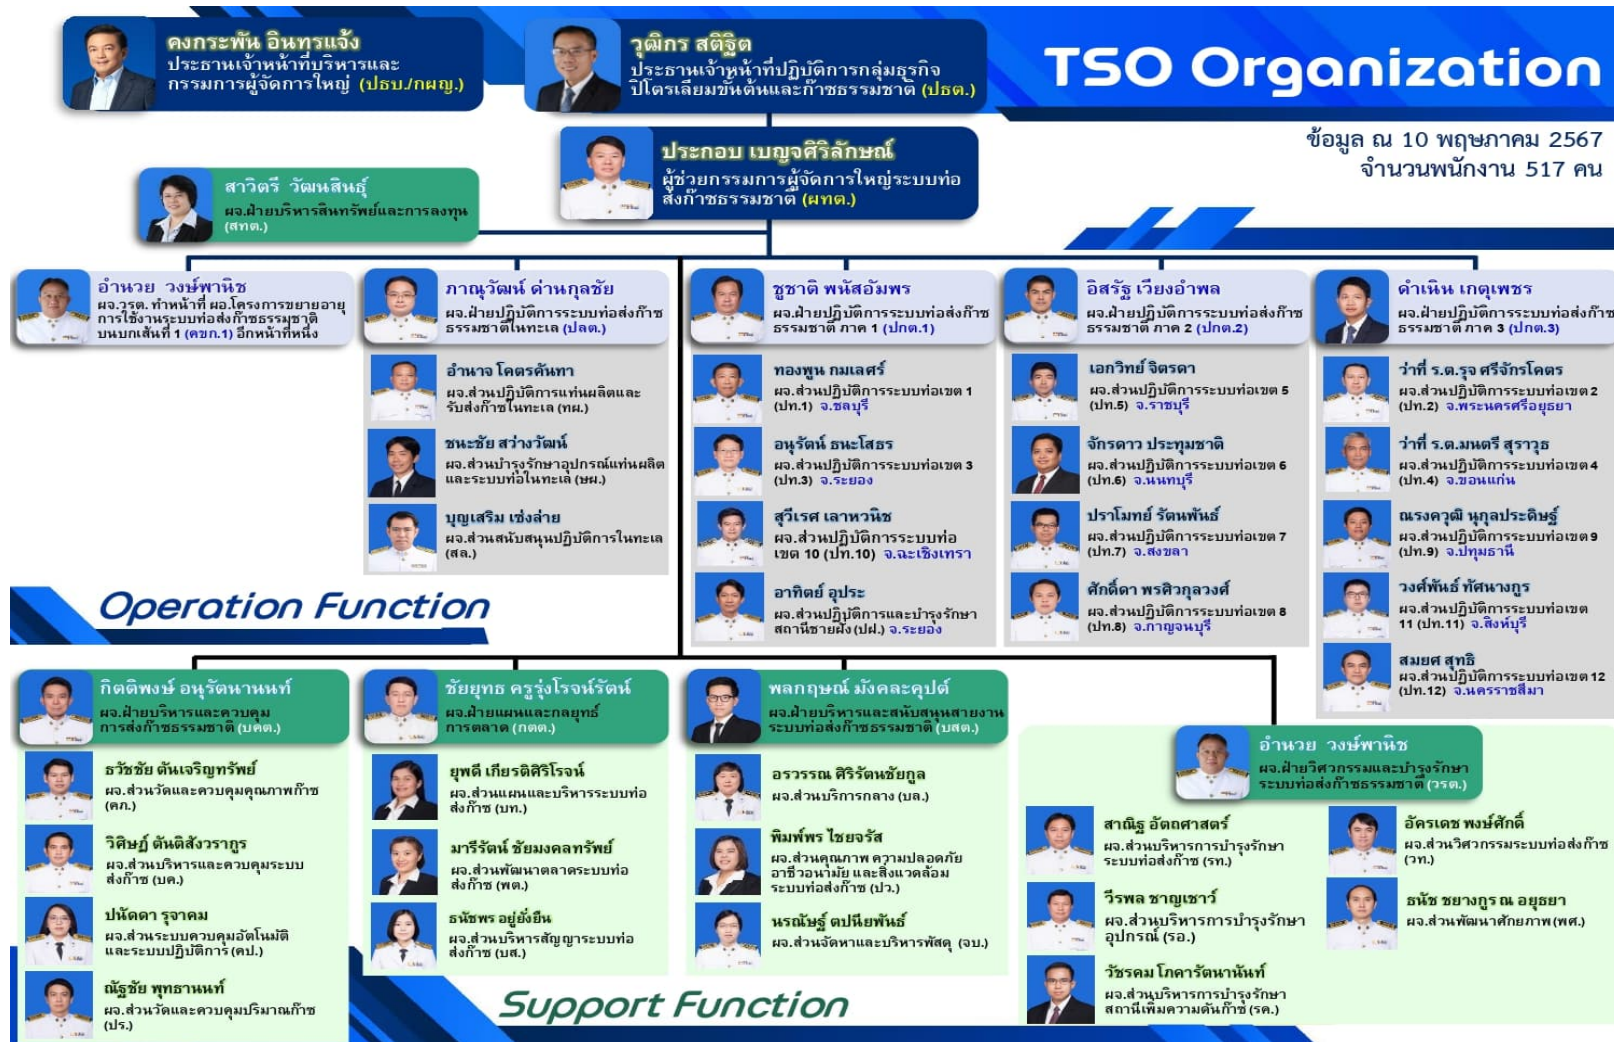 คงกระพัน อินทรแจ้ง
ประธานเจ้าหน้าที่บริหารและ
กรรมการผู้จัดการใหญ่ (ปธบ./กผญ.)
วุฒิกร สติฐิต
ประธานเจ้าหน้าที่ปฏิบัติการกลุ่มธุรกิจ
ปิโตรเลียมขั้นต้นและก๊าซธรรมชาติ (ปธต.)
TSO Organization
ข้อมูล ณ 10 พฤษภาคม 2567
จำนวนพนักงาน 517 คน
ประกอบ เบญจศิริลักษณ์
ผู้ช่วยกรรมการผู้จัดการใหญ่ระบบท่อ
ส่งก๊าซธรรมชาติ (ผทต.)
สาวิตรี วัฒนสินธุ์
ผจ.ฝ่ายบริหารสินทรัพย์และการลงทุน
(สทต.)
อำนวย วงษ์พานิช
ผจ.วรต. ทำหน้าที่ ผอ.โครงการขยายอายุ
การใช้งานระบบท่อส่งก๊าซธรรมชาติ
บนบกเส้นที่ 1 (คขก.1) อีกหน้าที่หนึ่ง
ภาณุวัฒน์ ด่านกุลชัย
ผจ.ฝ่ายปฏิบัติการระบบท่อส่งก๊าซ
ธรรมชาติในทะเล (ปลต.)
อำนาจ โคตรคันทา
ผจ.ส่วนปฏิบัติการแท่นผลิตและ
รับส่งก๊าซในทะเล (ทผ.)
ชนะชัย สว่างวัฒน์
ผจ.ส่วนบำรุงรักษาอุปกรณ์แท่นผลิต
และระบบท่อในทะเล (ษผ.)
บุญเสริม เซ่งล่าย
ผจ.ส่วนสนับสนุนปฏิบัติการในทะเล
(สล.)
ชูชาติ พนัสอัมพร
ผจ.ฝ่ายปฏิบัติการระบบท่อส่งก๊าซ
ธรรมชาติ ภาค 1 (ปกต.1)
ทองพูน กมเลศร์
ผจ.ส่วนปฏิบัติการระบบท่อเขต 1
(ปท.1) จ.ชลบุรี
อนุรัตน์ ธนะโสธร
ผจ.ส่วนปฏิบัติการระบบท่อเขต 3
(ปท.3) จ.ระยอง
สุวีเรศ เลาหวนิช
ผจ.ส่วนปฏิบัติการระบบท่อ
เขต 10 (ปท.10) จ.ฉะเชิงเทรา
อาทิตย์ อุประ
ผจ.ส่วนปฏิบัติการและบำรุงรักษา
สถานีชายฝั่ง (ปฝ.) จ.ระยอง
อิสรัฐ เวียงอำพล
ผจ.ฝ่ายปฏิบัติการระบบท่อส่งก๊าซ
ธรรมชาติ ภาค 2 (ปกต.2)
เอกวิทย์ จิตรดา
ผจ.ส่วนปฏิบัติการระบบท่อเขต 5
(ปท.5) จ.ราชบุรี
จักรดาว ประทุมชาติ
ผจ.ส่วนปฏิบัติการระบบท่อเขต 6
(ปท.6) จ.นนทบุรี
ปราโมทย์ รัตนพันธ์
ผจ.ส่วนปฏิบัติการระบบท่อเขต 7
(ปท.7) จ.สงขลา
ศักดิ์ดา พรศิวกุลวงศ์
ผจ.ส่วนปฏิบัติการระบบท่อเขต 8
(ปท.8) จ.กาญจนบุรี
ดำเนิน เกตุเพชร
ผจ.ฝ่ายปฏิบัติการระบบท่อส่งก๊าซ
ธรรมชาติ ภาค 3 (ปกต.3)
ว่าที่ ร.ต.รุจ ศรีจักรโคตร
ผจ.ส่วนปฏิบัติการระบบท่อเขต 2
(ปท.2) จ.พระนครศรีอยุธยา
ว่าที่ ร.ต.มนตรี สุราวุธ
ผจ.ส่วนปฏิบัติการระบบท่อเขต 4
(ปท.4) จ.ขอนแก่น
ณรงควุฒิ นุกูลประดิษฐ์
ผจ.ส่วนปฏิบัติการระบบท่อเขต 9
(ปท.9) จ.ปทุมธานี
วงศ์พันธ์ ทัศนางกูร
ผจ.ส่วนปฏิบัติการระบบท่อเขต
11 (ปท.11) จ.สิงห์บุรี
สมยศ สุทธิ
ผจ.ส่วนปฏิบัติการระบบท่อเขต 12
(ปท.12) จ.นครราชสีมา
Operation Function
กิตติพงษ์ อนุรัตนานนท์
ผจ.ฝ่ายบริหารและควบคุม
การส่งก๊าซธรรมชาติ (บคต.)
ธวัชชัย ตันเจริญทรัพย์
ผจ.ส่วนวัดและควบคุมคุณภาพก๊าซ
(คภ.)
วิศิษฎ์ ตันติสังวรากูร
ผจ.ส่วนบริหารและควบคุมระบบ
ส่งก๊าซ (บค.)
ปนัดดา รุจาคม
ผจ.ส่วนระบบควบคุมอัตโนมัติ
และระบบปฏิบัติการ (คป.)
ณัฐชัย พุทธานนท์
ผจ.ส่วนวัดและควบคุมปริมาณก๊าซ
(ปร.)
ชัยยุทธ ครูรุ่งโรจน์รัตน์
ผจ.ฝ่ายแผนและกลยุทธ์
การตลาด (กตต.)
ยุพดี เกียรติศิริโรจน์
ผจ.ส่วนแผนและบริหารระบบท่อ
ส่งก๊าซ (บท.)
มารีรัตน์ ชัยมงคลทรัพย์
ผจ.ส่วนพัฒนาตลาดระบบท่อ
ส่งก๊าซ (พต.)
ธนัชพร อยู่ยั่งยืน
ผจ.ส่วนบริหารสัญญาระบบท่อ
ส่งก๊าซ (บส.)
พลกฤษณ์ มังคละคุปต์
ผจ.ฝ่ายบริหารและสนับสนุนสายงาน
ระบบท่อส่งก๊าซธรรมชาติ (บสต.)
อรวรรณ ศิริรัตนชัยกูล
ผจ.ส่วนบริการกลาง (บล.)
พิมพ์พร ไชยจรัส
ผจ.ส่วนคุณภาพ ความปลอดภัย
อาชีวอนามัย และสิ่งแวดล้อม
ระบบท่อส่งก๊าซ (ปว.)
นรณัษฐ์ ตปนียพันธ์
ผจ.ส่วนจัดหาและบริหารพัสดุ (จบ.)
อำนวย วงษ์พานิช
ผจ.ฝ่ายวิศวกรรมและบำรุงรักษา
ระบบท่อส่งก๊าซธรรมชาติ (วรต.)
สาณิฐ อัตถศาสตร์
ผจ.ส่วนบริหารการบำรุงรักษา
ระบบท่อส่งก๊าซ (รท.)
วีรพล ชาญเชาว์
ผจ.ส่วนบริหารการบำรุงรักษา
อุปกรณ์ (รอ.)
วัชรคม โภคารัตนานันท์
ผจ.ส่วนบริหารการบำรุงรักษา
สถานีเพิ่มความดันก๊าซ (รค.)
อัครเดช พงษ์ศักดิ์
ผจ.ส่วนวิศวกรรมระบบท่อส่งก๊าซ
(วท.)
ธนัช ชยางกูร ณ อยุธยา
ผจ.ส่วนพัฒนาศักยภาพ (พศ.)
Support Function